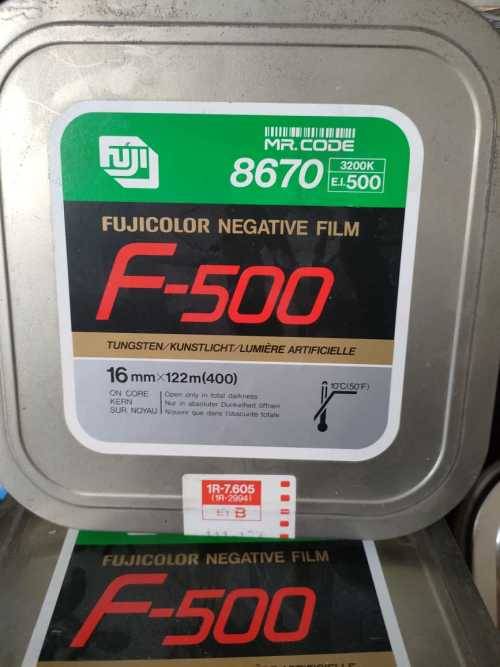 FUJI
MR. CODE
8670
3200K
E.I. 500
FUJICOLOR NEGATIVE FILM
F-500
TUNGSTEN/KUNSTLICHT/LUMIÈRE ARTIFICIELLE
16mm×122m(400)
10°C(50°F)
ON CORE Open only in total darkness
KERN Nur in absoluter Dunkelheit öffnen
SUR NOYAU N'ouvrir que dans l'obscurité totale
1R-7.605
(1R-2994)
B
FUJICOLOR NEGATIVE FILM
F-500